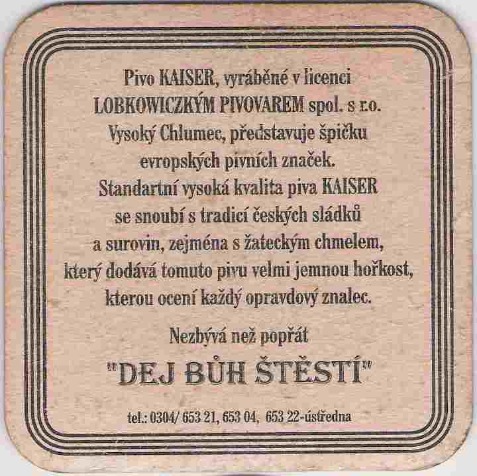 Pivo KAISER, vyráběné v licenci
LOBKOWICZKÝM PIVOVAREM spol. s r.o.
Vysoký Chlumec, představuje špičku
evropských pivních značek.
Standartní vysoká kvalita piva KAISER
se snoubí s tradicí českých sládků
a surovin, zejména s žateckým chmelem,
který dodává tomuto pivu velmi jemnou hořkost,
kterou ocení každý opravdový znalec.
Nezbývá než popřát
"DEJ BŮH ŠTĚSTÍ"
tel.: 0304/ 653 21, 653 04, 653 22-ústředna